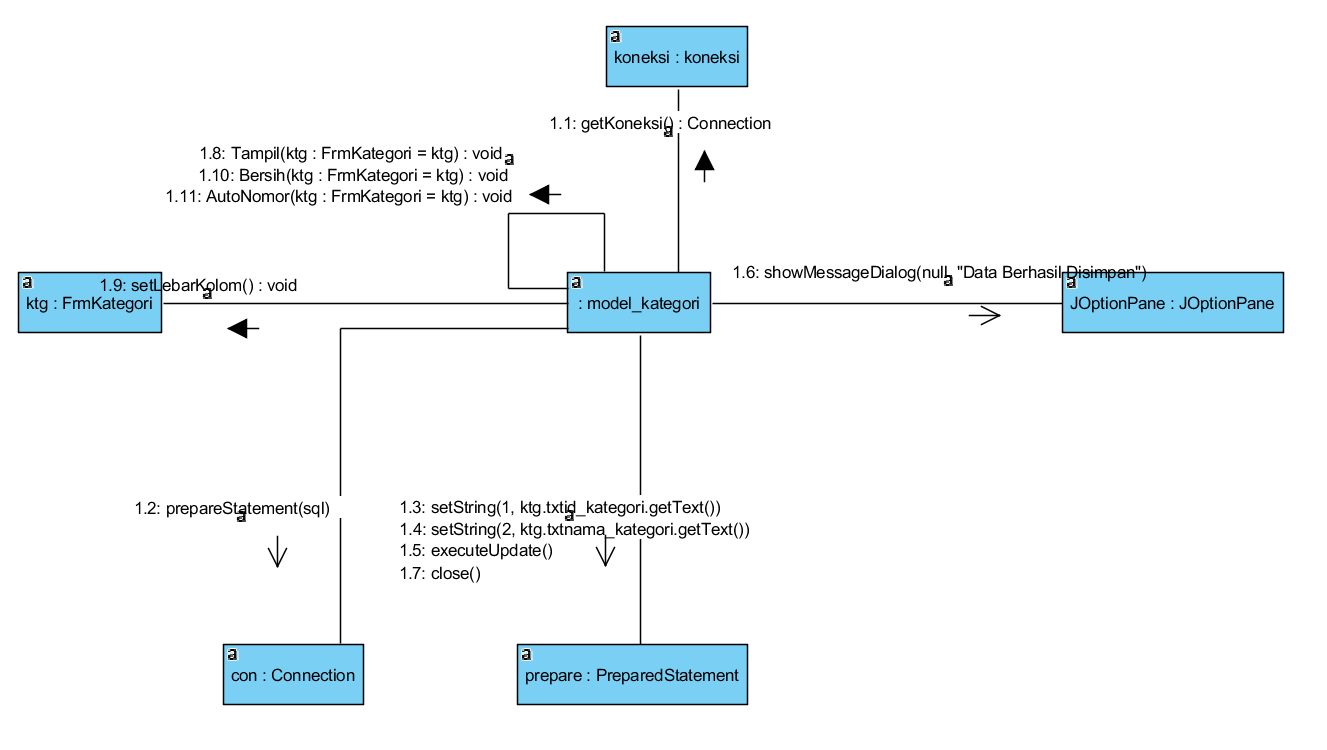 koneksi : koneksi
1.1: getKoneksi() : Connection
1.8: Tampil(ktg : FrmKategori = ktg) : void
1.10: Bersih(ktg : FrmKategori = ktg) : void
1.11: AutoNomor(ktg : FrmKategori = ktg) : void
1.9: setLebarKolom() : void
ktg : FrmKategori
: model_kategori
1.6: showMessageDialog(null, "Data Berhasil Disimpan")
JOptionPane : JOptionPane
1.2: prepareStatement(sql)
1.3: setString(1, ktg.txtid_kategori.getText())
1.4: setString(2, ktg.txtnama_kategori.getText())
1.5: executeUpdate()
1.7: close()
con : Connection
prepare : PreparedStatement